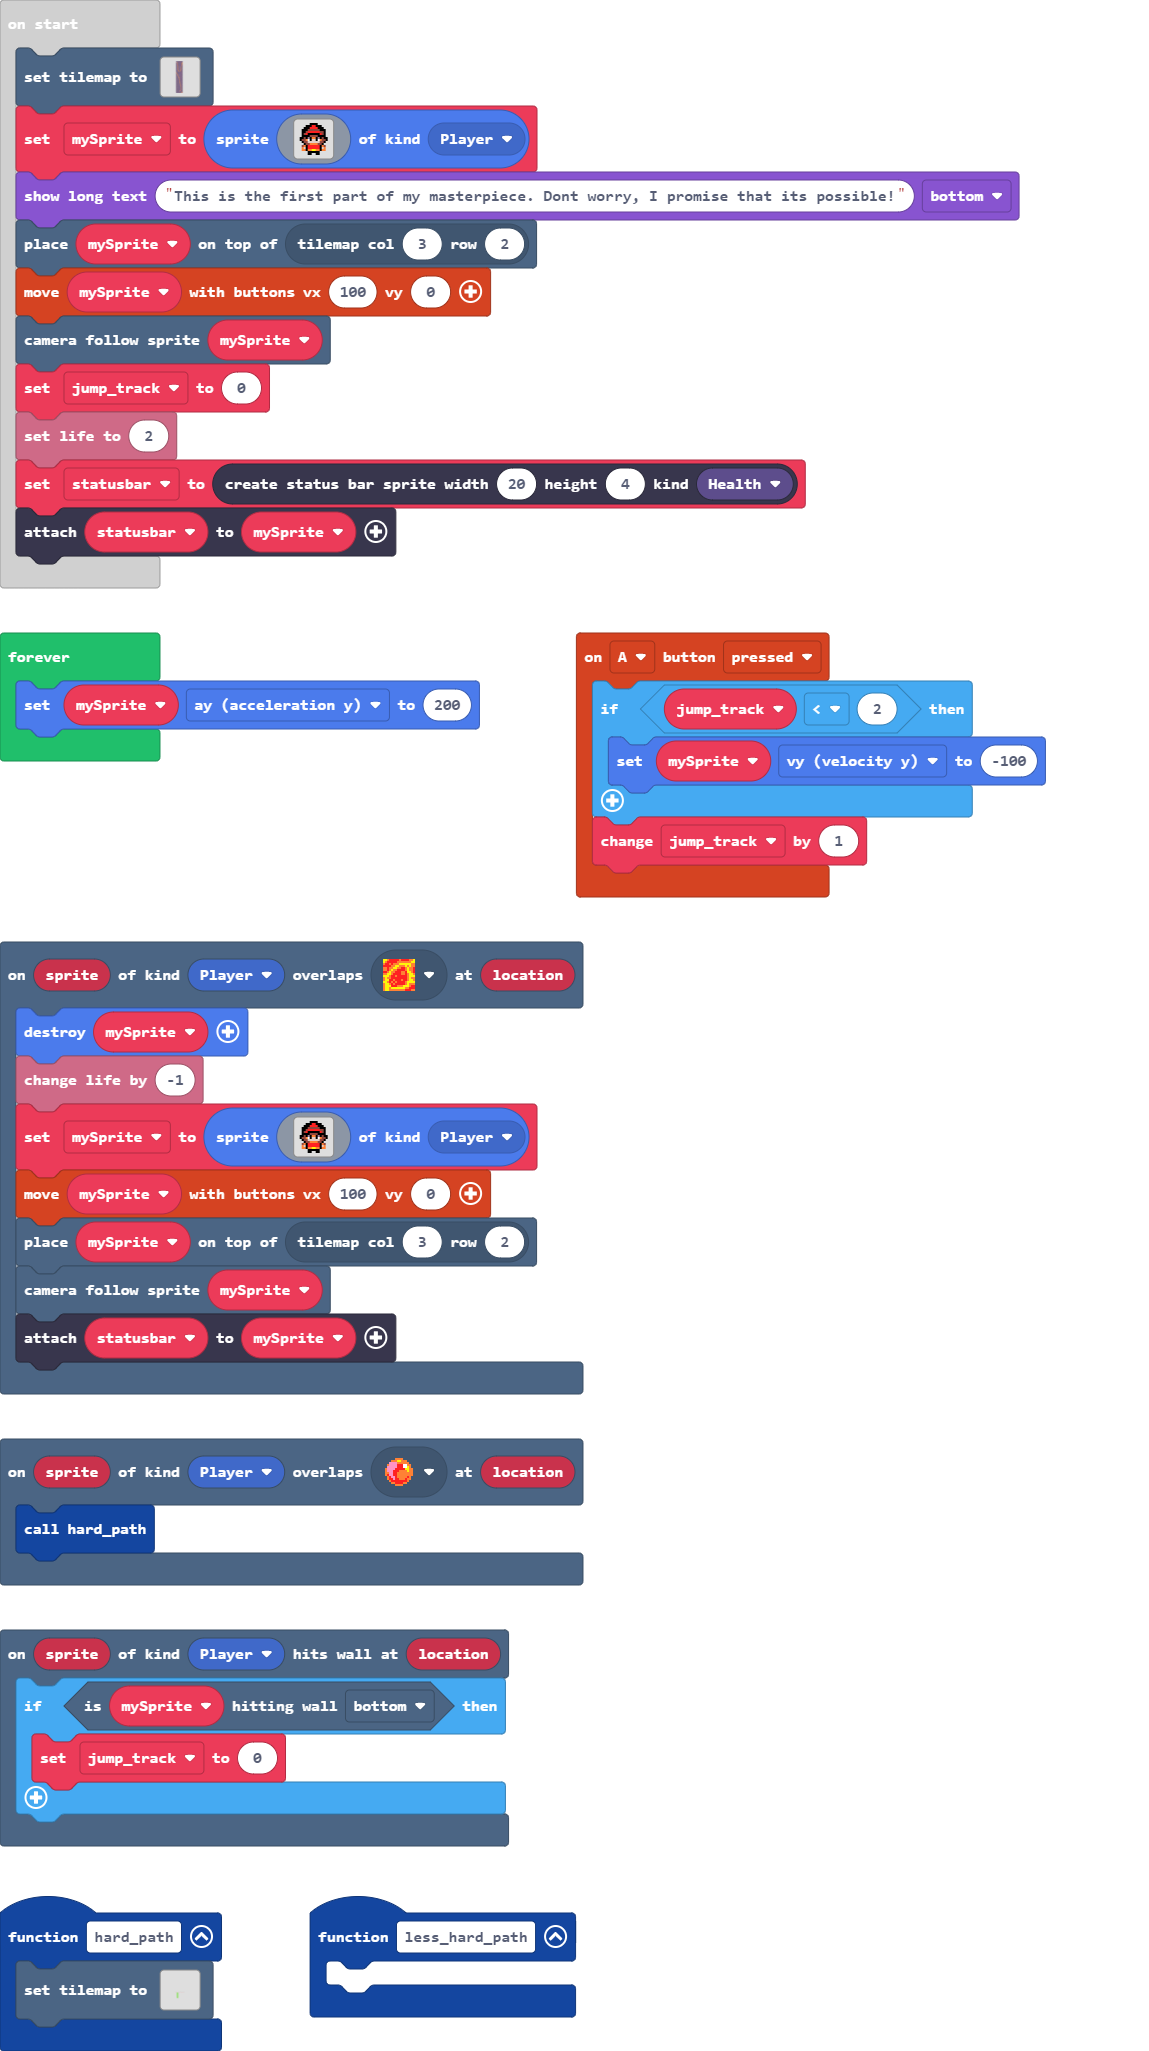 on start
set tilemap to
set mySprite to sprite of kind Player
show long text "This is the first part of my masterpiece. Dont worry, I promise that its possible!" bottom
place mySprite on top of tilemap col 3 row 2
move mySprite with buttons vx 100 vy 0
camera follow sprite mySprite
set jump_track to 0
set life to 2
set statusbar to create status bar sprite width 20 height 4 kind Health
attach statusbar to mySprite
forever
set mySprite ay (acceleration y) to 200
on A button pressed
if jump_track < 2 then
set mySprite vy (velocity y) to -100
change jump_track by 1
on sprite of kind Player overlaps at location
destroy mySprite
change life by -1
set mySprite to sprite of kind Player
move mySprite with buttons vx 100 vy 0
place mySprite on top of tilemap col 3 row 2
camera follow sprite mySprite
attach statusbar to mySprite
on sprite of kind Player overlaps at location
call hard_path
on sprite of kind Player hits wall at location
if is mySprite hitting wall bottom then
set jump_track to 0
function hard_path
set tilemap to
function less_hard_path